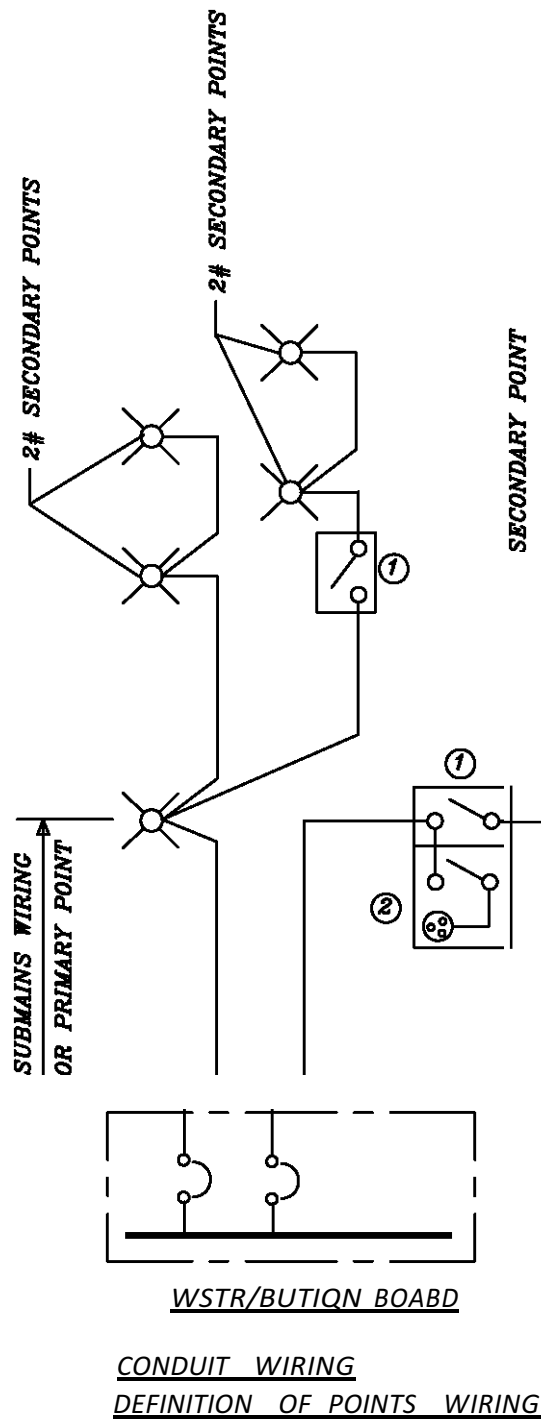 2# SECONDARY POINTS
2# SECONDARY POINTS
SECONDARY POINT
1
1
2
SUBMAINS WIRING
OR PRIMARY POINT
WSTR/BUTIQN BOABD
CONDUIT WIRING
DEFINITION OF POINTS WIRING